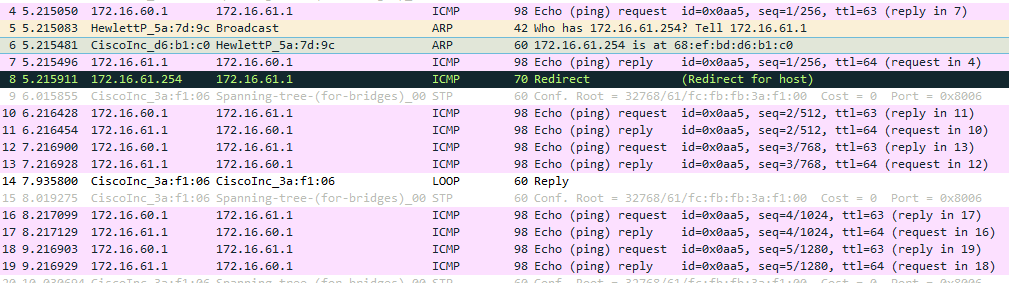 4 5.215050 172.16.60.1 172.16.61.1 ICMP 98 Echo (ping) request id=0x0aa5, seq=1/256, ttl=63 (reply in 7)
5 5.215083 HewlettP_5a:7d:9c Broadcast ARP 42 Who has 172.16.61.254? Tell 172.16.61.1
6 5.215481 CiscoInc_d6:b1:c0 HewlettP_5a:7d:9c ARP 60 172.16.61.254 is at 68:ef:bd:d6:b1:c0
7 5.215496 172.16.61.1 172.16.60.1 ICMP 98 Echo (ping) reply id=0x0aa5, seq=1/256, ttl=64 (request in 4)
8 5.215911 172.16.61.254 172.16.61.1 ICMP 70 Redirect (Redirect for host)
9 6.015855 CiscoInc_3a:f1:06 Spanning-tree-(for-bridges)_00 STP 60 Conf. Root = 32768/61/fc:fb:fb:3a:f1:00 Cost = 0 Port = 0x8006
10 6.216428 172.16.60.1 172.16.61.1 ICMP 98 Echo (ping) request id=0x0aa5, seq=2/512, ttl=63 (reply in 11)
11 6.216454 172.16.61.1 172.16.60.1 ICMP 98 Echo (ping) reply id=0x0aa5, seq=2/512, ttl=64 (request in 10)
12 7.216900 172.16.60.1 172.16.61.1 ICMP 98 Echo (ping) request id=0x0aa5, seq=3/768, ttl=63 (reply in 13)
13 7.216928 172.16.61.1 172.16.60.1 ICMP 98 Echo (ping) reply id=0x0aa5, seq=3/768, ttl=64 (request in 12)
14 7.935800 CiscoInc_3a:f1:06 CiscoInc_3a:f1:06 LOOP 60 Reply
15 8.019275 CiscoInc_3a:f1:06 Spanning-tree-(for-bridges)_00 STP 60 Conf. Root = 32768/61/fc:fb:fb:3a:f1:00 Cost = 0 Port = 0x8006
16 8.217099 172.16.60.1 172.16.61.1 ICMP 98 Echo (ping) request id=0x0aa5, seq=4/1024, ttl=63 (reply in 17)
17 8.217129 172.16.61.1 172.16.60.1 ICMP 98 Echo (ping) reply id=0x0aa5, seq=4/1024, ttl=64 (request in 16)
18 9.216903 172.16.60.1 172.16.61.1 ICMP 98 Echo (ping) request id=0x0aa5, seq=5/1280, ttl=63 (reply in 19)
19 9.216929 172.16.61.1 172.16.60.1 ICMP 98 Echo (ping) reply id=0x0aa5, seq=5/1280, ttl=64 (request in 18)